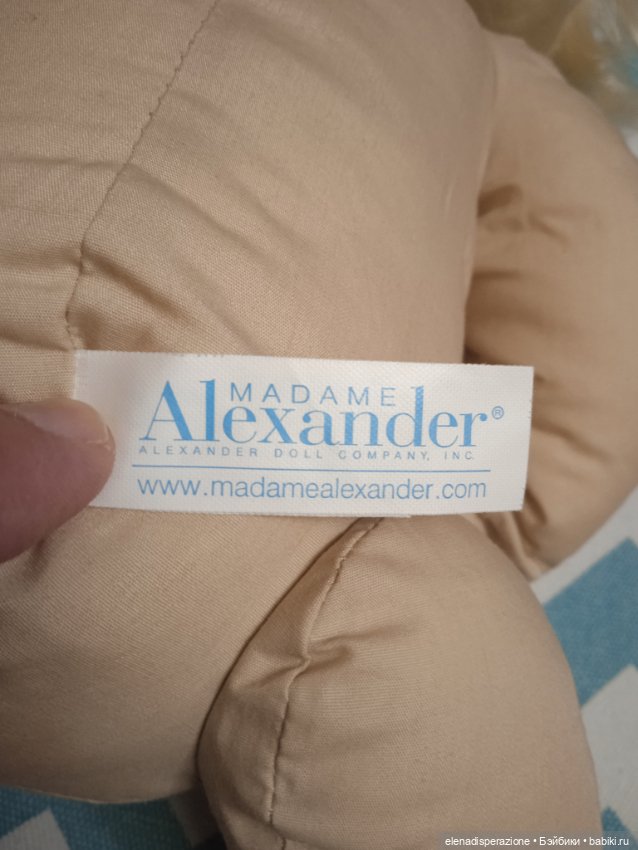 MADAME
Alexander®
ALEXANDER DOLL COMPANY, INC.
www.madamealexander.com
elenadisperazione • Бэйбики • babiki.ru